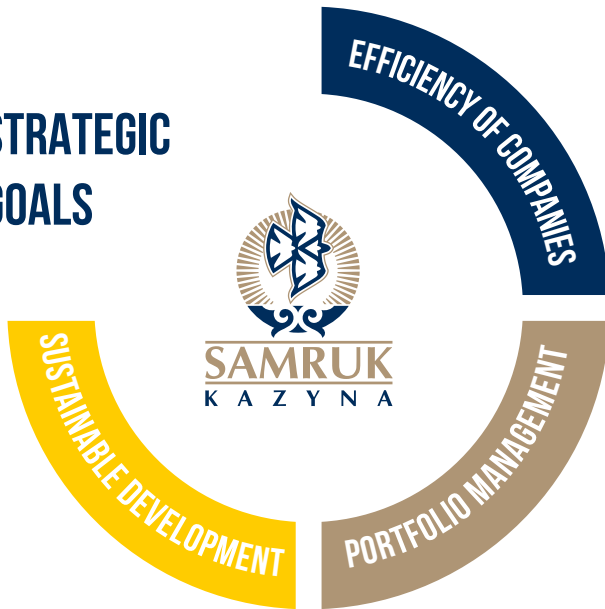 STRATEGIC
GOALS
EFFICIENCY OF COMPANIES
SAMRUK
KAZYNA
SUSTAINABLE DEVELOPMENT
PORTFOLIO MANAGEMENT